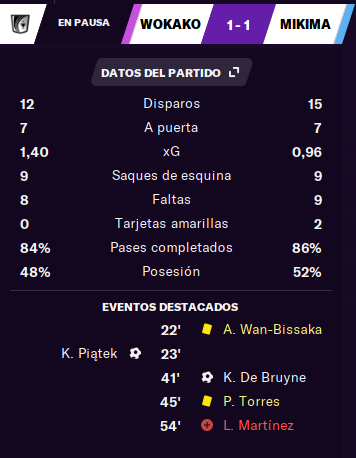 EN PAUSA WOKAKO 1 - 1 MIKIMA
DATOS DEL PARTIDO
12 Disparos 15
7 A puerta 7
1,40 xG 0,96
9 Saques de esquina 9
8 Faltas 9
0 Tarjetas amarillas 2
84% Pases completados 86%
48% Posesión 52%
EVENTOS DESTACADOS
22' A. Wan-Bissaka
K. Piątek 23'
41' K. De Bruyne
45' P. Torres
54' L. Martínez